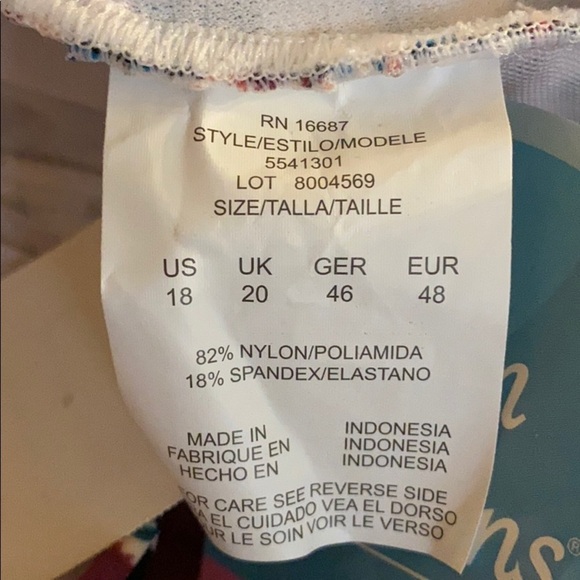 RN 16687
STYLE/ESTILO/MODELE
5541301
LOT 8004569
SIZE/TALLA/TAILLE
US UK GER EUR
18 20 46 48
82% NYLON/POLIAMIDA
18% SPANDEX/ELASTANO
MADE IN INDONESIA
FABRIQUE EN INDONESIA
HECHO EN INDONESIA
FOR CARE SEE REVERSE SIDE
EL CUIDADO VEA EL DORSO
LE SOIN VOIR LE VERSO